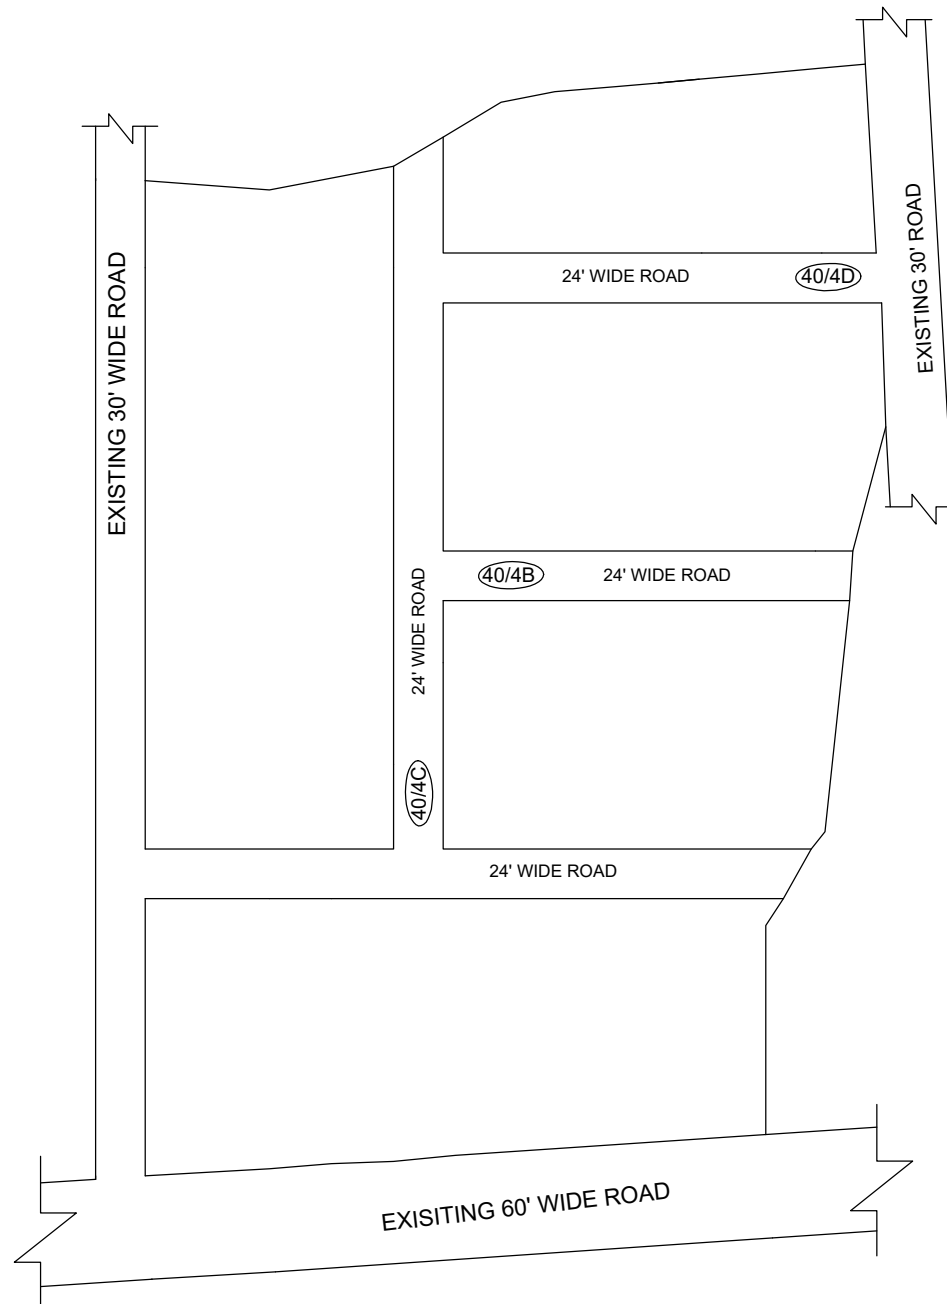 EXISTING 30' WIDE ROAD
24' WIDE ROAD
40/4D
EXISTING 30' ROAD
40/4B
24' WIDE ROAD
24' WIDE ROAD
40/4C
24' WIDE ROAD
EXISITING 60' WIDE ROAD